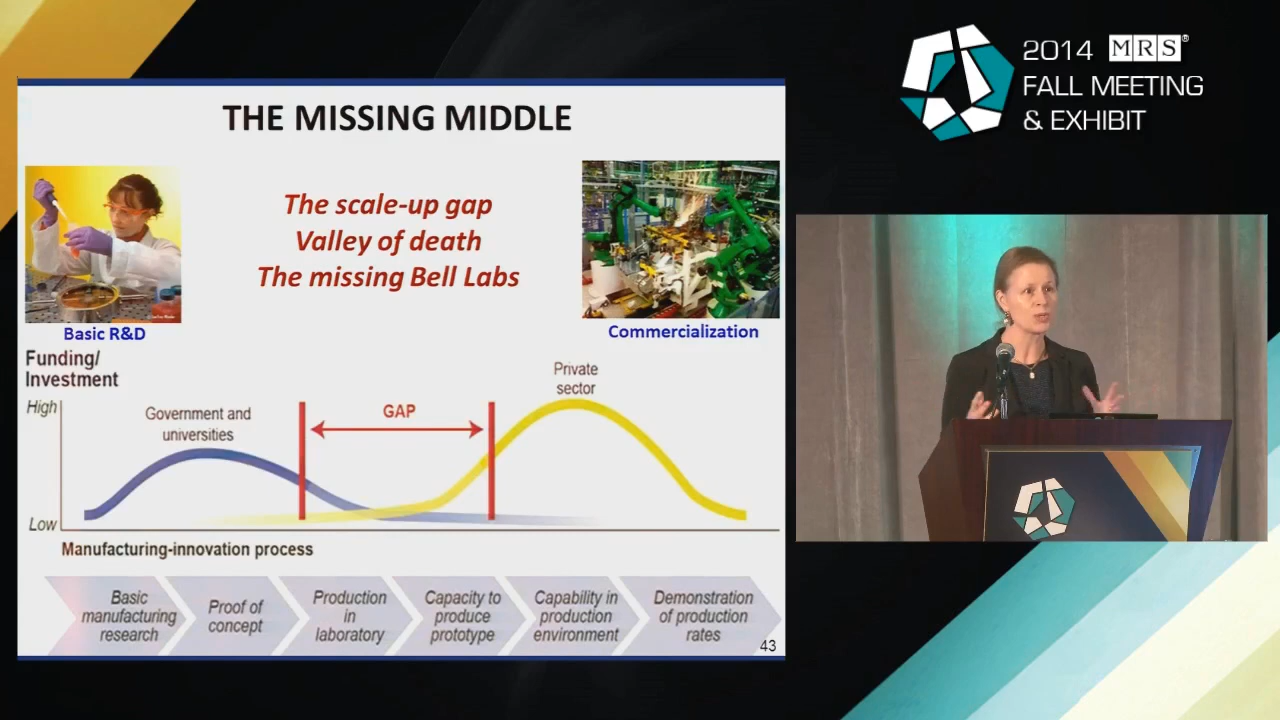 2014 MRS®
FALL MEETING
& EXHIBIT
THE MISSING MIDDLE
The scale-up gap
Valley of death
The missing Bell Labs
Basic R&D
Commercialization
Funding/
Investment
High
Low
Government and
universities
GAP
Private
sector
Manufacturing-innovation process
Basic
manufacturing
research
Proof of
concept
Production
in
laboratory
Capacity to
produce
prototype
Capability in
production
environment
Demonstration
of production
rates
43